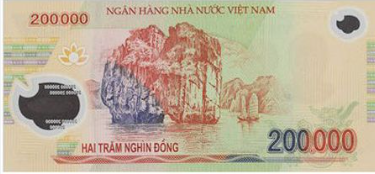 200000
NGÂN HÀNG NHÀ NƯỚC VIỆT NAM
HAI TRĂM NGHÌN ĐỒNG
200.000